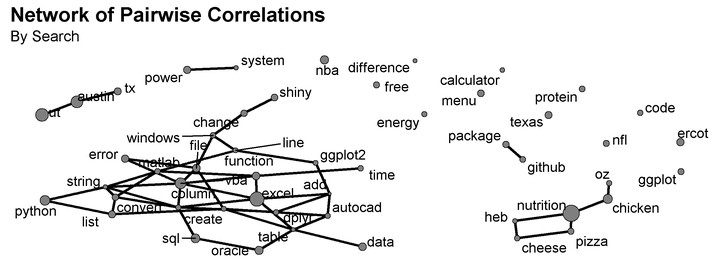 Network of Pairwise Correlations
By Search
system
power
nba
difference
free
calculator
menu
protein
code
tx
austin
ut
shiny
change
energy
texas
windows
file
line
package
nfl
ercot
error
matlab
function
ggplot2
github
string
column
vba
time
oz
ggplot
python
conven
excel
add
nutrition
chicken
list
create
dplyr
autocad
heb
sql
oracle
table
data
cheese
pizza